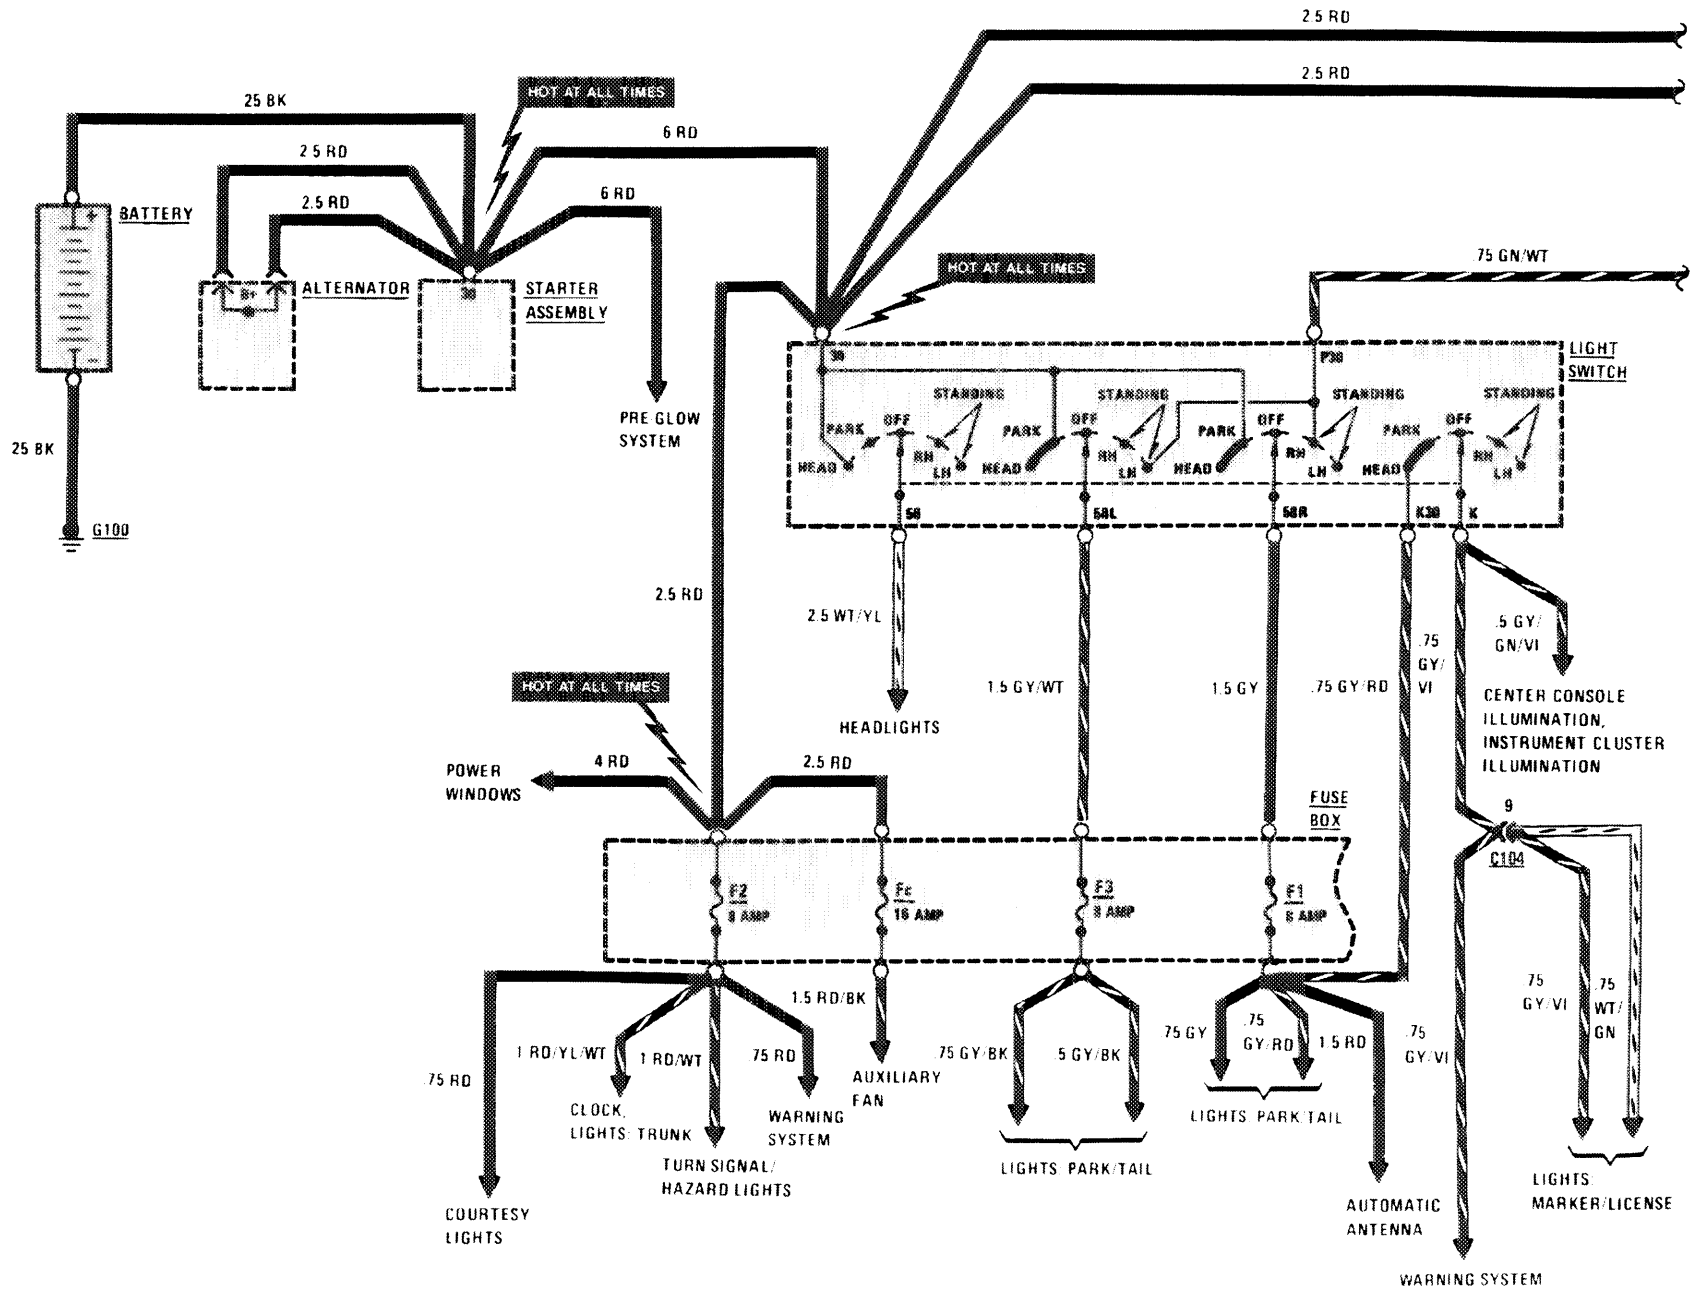 2.5 RD
2.5 RD
HOT AT ALL TIMES
25 BK
6 RD
2.5 RD
6 RD
2.5 RD
BATTERY
+
-
B+
ALTERNATOR
30
STARTER
ASSEMBLY
HOT AT ALL TIMES
.75 GN/WT
PRE-GLOW
SYSTEM
25 BK
G100
30
P30
LIGHT
SWITCH
STANDING
STANDING
STANDING
STANDING
PARK
OFF
RH
LH
HEAD
PARK
OFF
RH
LH
HEAD
PARK
OFF
RH
LH
HEAD
PARK
OFF
RH
LH
HEAD
56
58L
58R
K30
K
2.5 RD
2.5 WT/YL
1.5 GY/WT
1.5 GY
.75 GY/RD
.75
GY/
VI
.5 GY/
GN/VI
HEADLIGHTS
CENTER CONSOLE
ILLUMINATION,
INSTRUMENT CLUSTER
ILLUMINATION
HOT AT ALL TIMES
POWER
WINDOWS
4 RD
2.5 RD
FUSE
BOX
9
C104
F2
8 AMP
Fc
16 AMP
F3
8 AMP
F1
8 AMP
.75 RD
1 RD/YL/WT
1 RD/WT
.75 RD
1.5 RD/BK
.75 GY/BK
.5 GY/BK
.75 GY
.75
GY/RD
1.5 RD
.75
GY/VI
.75
GY/VI
.75
WT/
GN
COURTESY
LIGHTS
CLOCK,
LIGHTS: TRUNK
TURN SIGNAL/
HAZARD LIGHTS
WARNING
SYSTEM
AUXILIARY
FAN
LIGHTS: PARK/TAIL
LIGHTS: PARK/TAIL
AUTOMATIC
ANTENNA
WARNING SYSTEM
LIGHTS:
MARKER/LICENSE